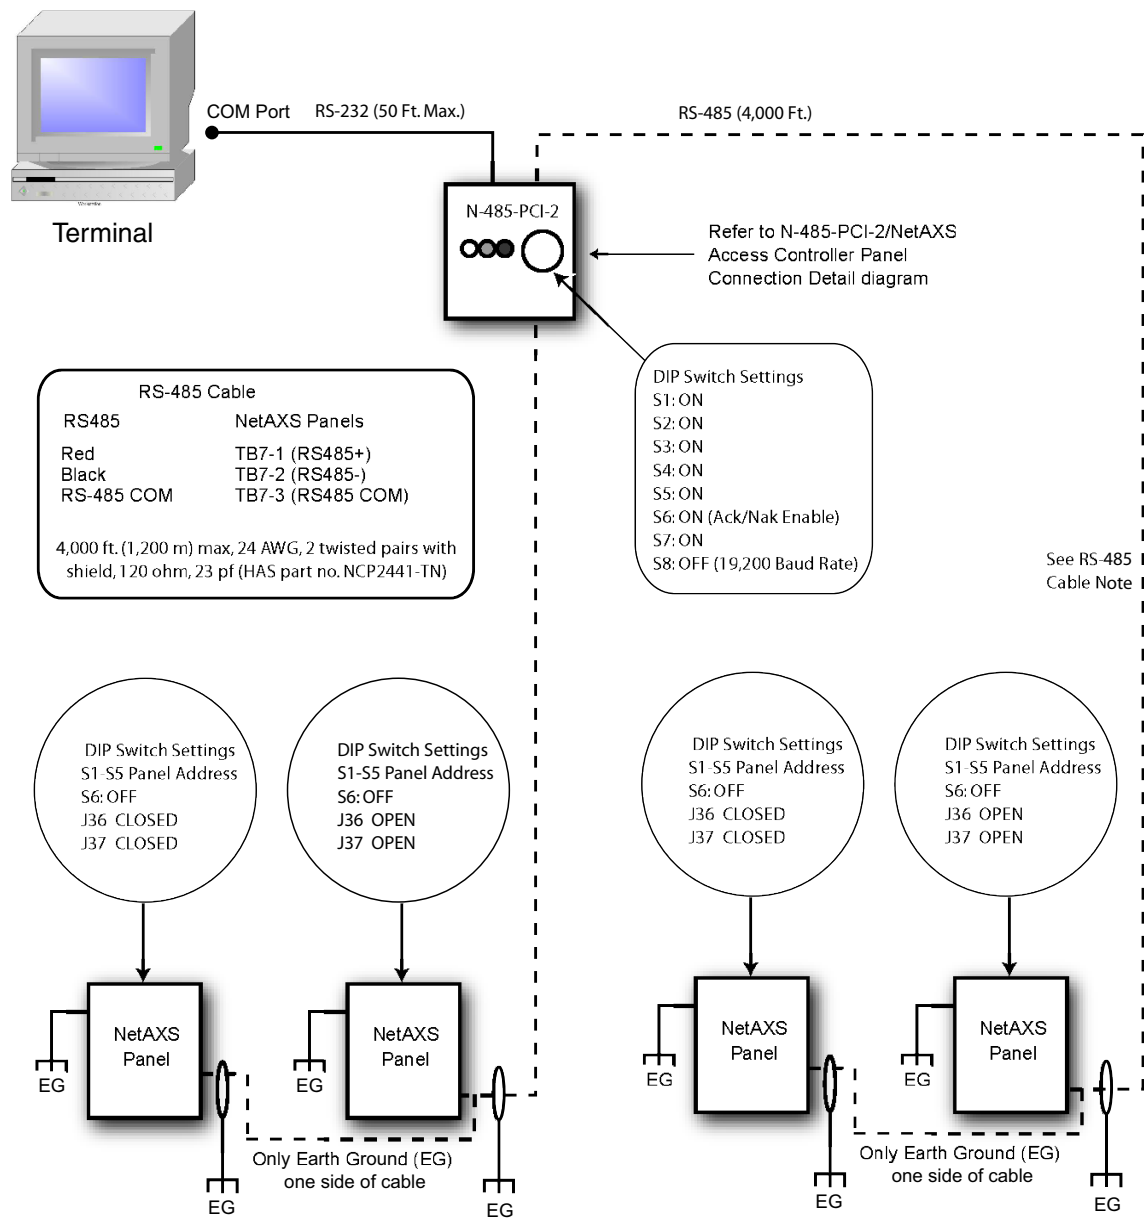 COM Port
RS-232 (50 Ft. Max.)
RS-485 (4,000 Ft.)
Terminal
N-485-PCI-2
Refer to N-485-PCI-2/NetAXS
Access Controller Panel
Connection Detail diagram
RS-485 Cable
RS485 NetAXS Panels
Red TB7-1 (RS485+)
Black TB7-2 (RS485-)
RS-485 COM TB7-3 (RS485 COM)
4,000 ft. (1,200 m) max, 24 AWG, 2 twisted pairs with
shield, 120 ohm, 23 pf (HAS part no. NCP2441-TN)
DIP Switch Settings
S1: ON
S2: ON
S3: ON
S4: ON
S5: ON
S6: ON (Ack/Nak Enable)
S7: ON
S8: OFF (19,200 Baud Rate)
See RS-485
Cable Note
DIP Switch Settings
S1-S5 Panel Address
S6: OFF
J36 CLOSED
J37 CLOSED
DIP Switch Settings
S1-S5 Panel Address
S6: OFF
J36 OPEN
J37 OPEN
DIP Switch Settings
S1-S5 Panel Address
S6: OFF
J36 CLOSED
J37 CLOSED
DIP Switch Settings
S1-S5 Panel Address
S6: OFF
J36 OPEN
J37 OPEN
NetAXS
Panel
EG
EG
NetAXS
Panel
EG
EG
Only Earth Ground (EG)
one side of cable
NetAXS
Panel
EG
EG
NetAXS
Panel
EG
EG
Only Earth Ground (EG)
one side of cable